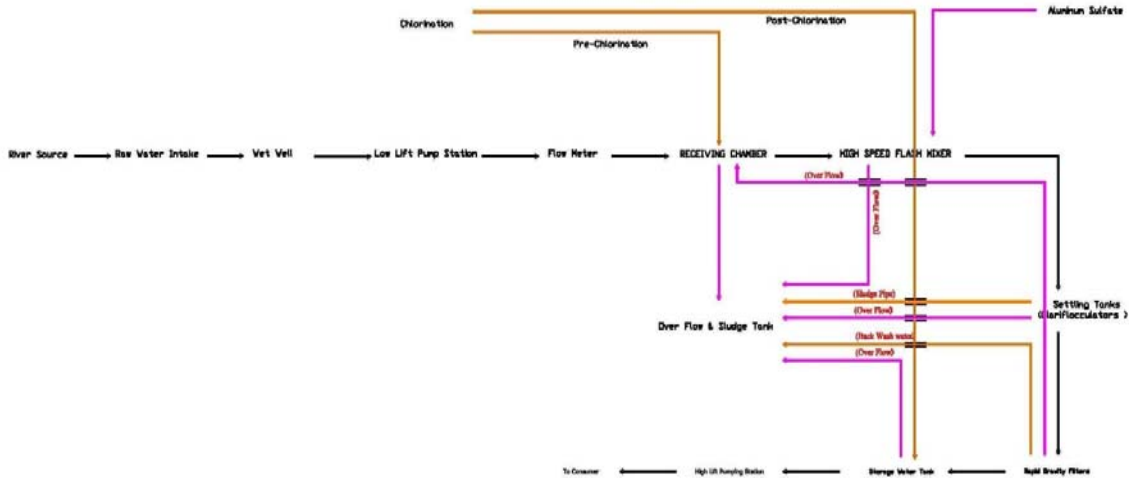 Aluminum Sulfate
Post-Chlorination
Chlorination
Pre-Chlorination
River Source
Raw Water Intake
Wet Well
Low Lift Pump Station
Flow Meter
RECEIVING CHAMBER
HIGH SPEED FLASH MIXER
(Over Flow)
(Over Flow)
(Sludge Pipe)
(Over Flow)
Settling Tanks
(Clariflocculators )
Over Flow & Sludge Tank
(Back Wash water)
(Over Flow)
To Consumer
High Lift Pumping Station
Storage Water Tank
Rapid Gravity Filters